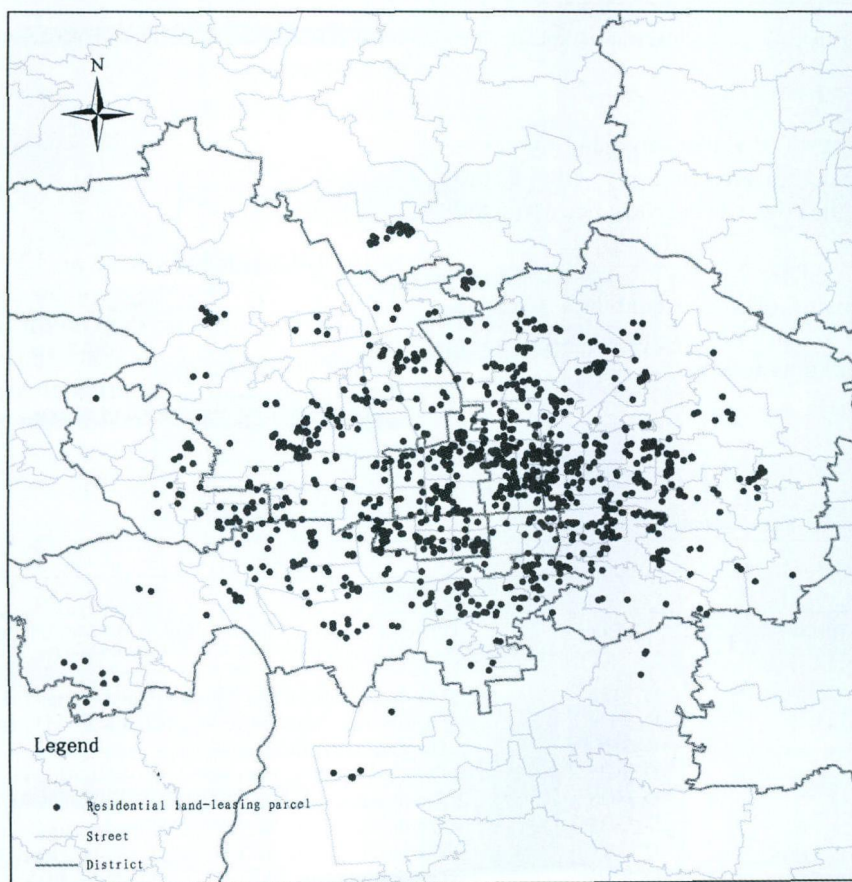 N
Legend
Residential land-leasing parcel
Street
District